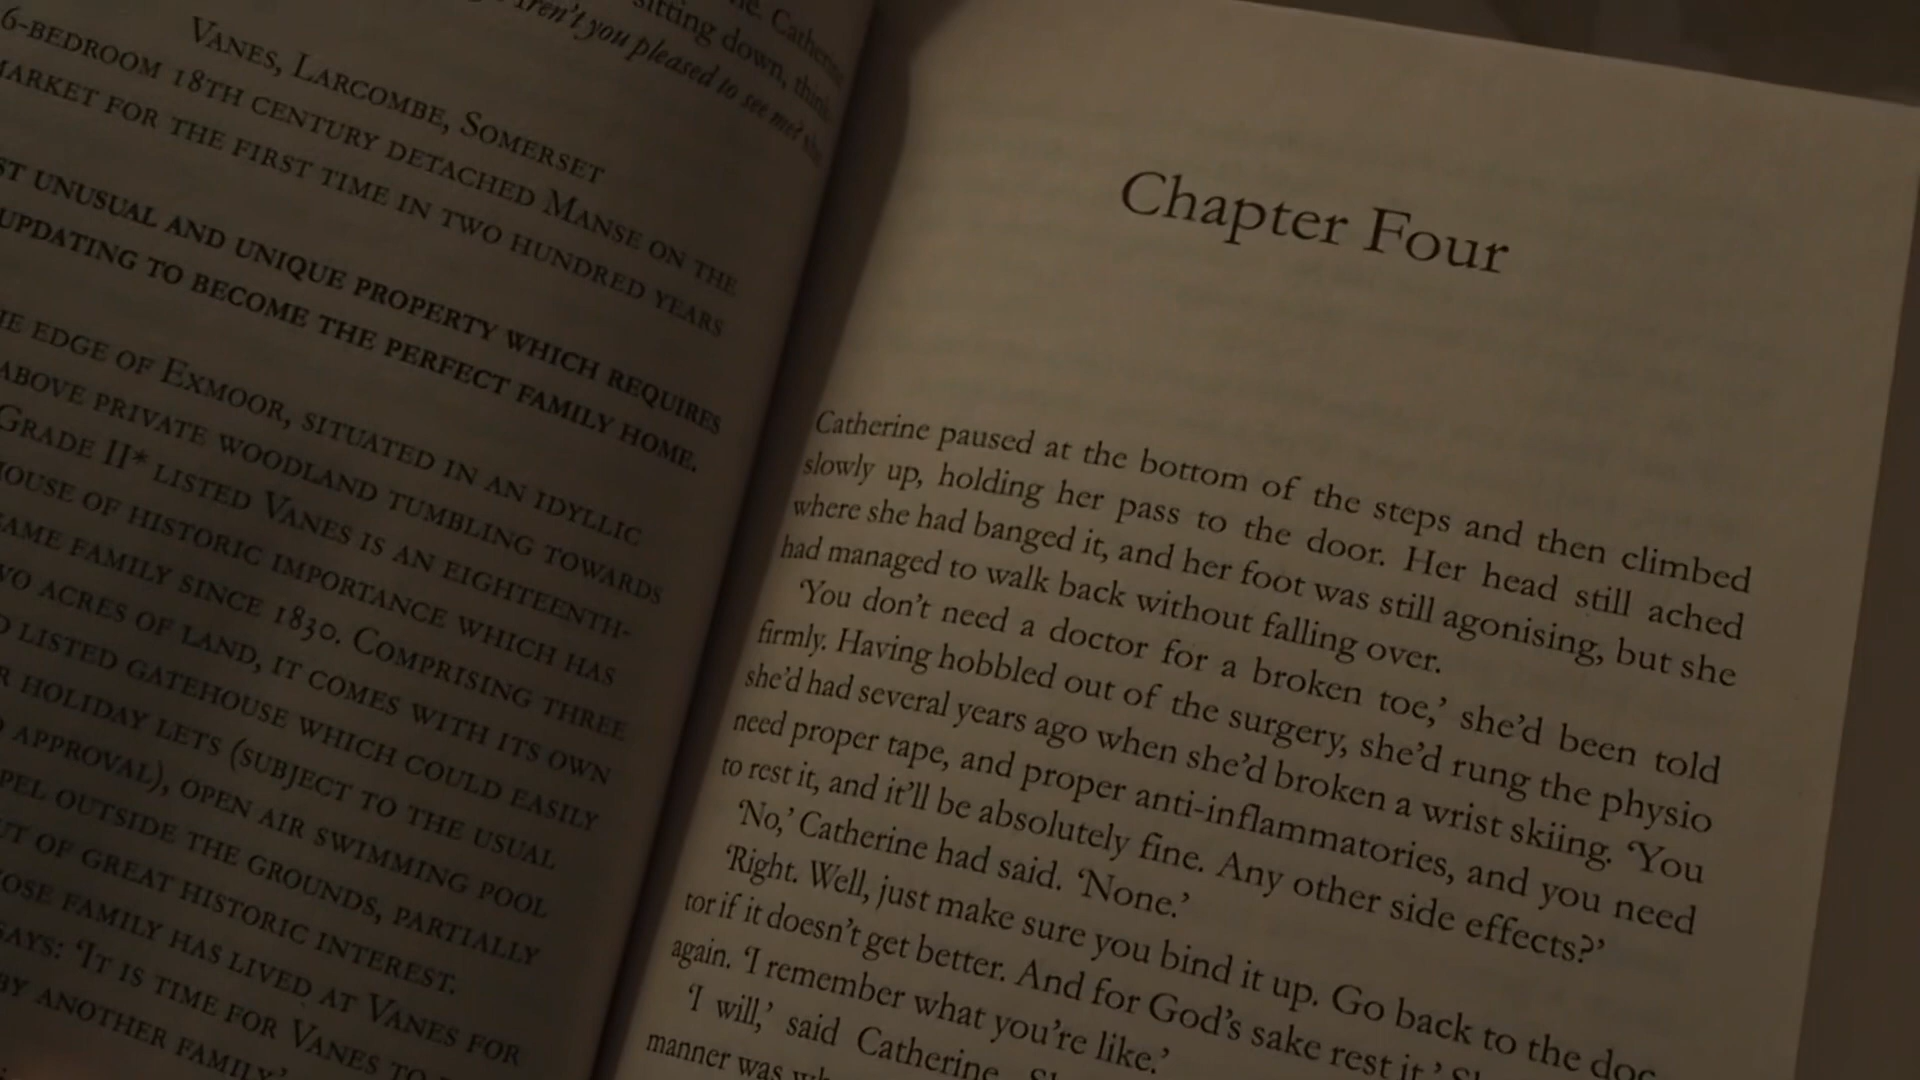 Catherine
sitting down, think
aren't you pleased to see me? she
VANES, LARCOMBE, SOMERSET
6-BEDROOM 18TH CENTURY DETACHED MANSE ON THE
MARKET FOR THE FIRST TIME IN TWO HUNDRED YEARS
ST UNUSUAL AND UNIQUE PROPERTY WHICH REQUIRES
UPDATING TO BECOME THE PERFECT FAMILY HOME.
HE EDGE OF EXMOOR, SITUATED IN AN IDYLLIC
ABOVE PRIVATE WOODLAND TUMBLING TOWARDS
GRADE II* LISTED VANES IS AN EIGHTEENTH-
HOUSE OF HISTORIC IMPORTANCE WHICH HAS
SAME FAMILY SINCE 1830. COMPRISING THREE
WO ACRES OF LAND, IT COMES WITH ITS OWN
LISTED GATEHOUSE WHICH COULD EASILY
R HOLIDAY LETS (SUBJECT TO THE USUAL
APPROVAL), OPEN AIR SWIMMING POOL
PEL OUTSIDE THE GROUNDS, PARTIALLY
UT OF GREAT HISTORIC INTEREST.
OSE FAMILY HAS LIVED AT VANES FOR
SAYS: 'IT IS TIME FOR VANES TO
BY ANOTHER FAMILY'
Chapter Four
Catherine paused at the bottom of the steps and then climbed
slowly up, holding her pass to the door. Her head still ached
where she had banged it, and her foot was still agonising, but she
had managed to walk back without falling over.
'You don't need a doctor for a broken toe,' she'd been told
firmly. Having hobbled out of the surgery, she'd rung the physio
she'd had several years ago when she'd broken a wrist skiing. 'You
need proper tape, and proper anti-inflammatories, and you need
to rest it, and it'll be absolutely fine. Any other side effects?'
'No,' Catherine had said. 'None.'
'Right. Well, just make sure you bind it up. Go back to the doc-
tor if it doesn't get better. And for God's sake rest it.'
again. 'I remember what you're like.'
'I will,' said Catherine.
manner was